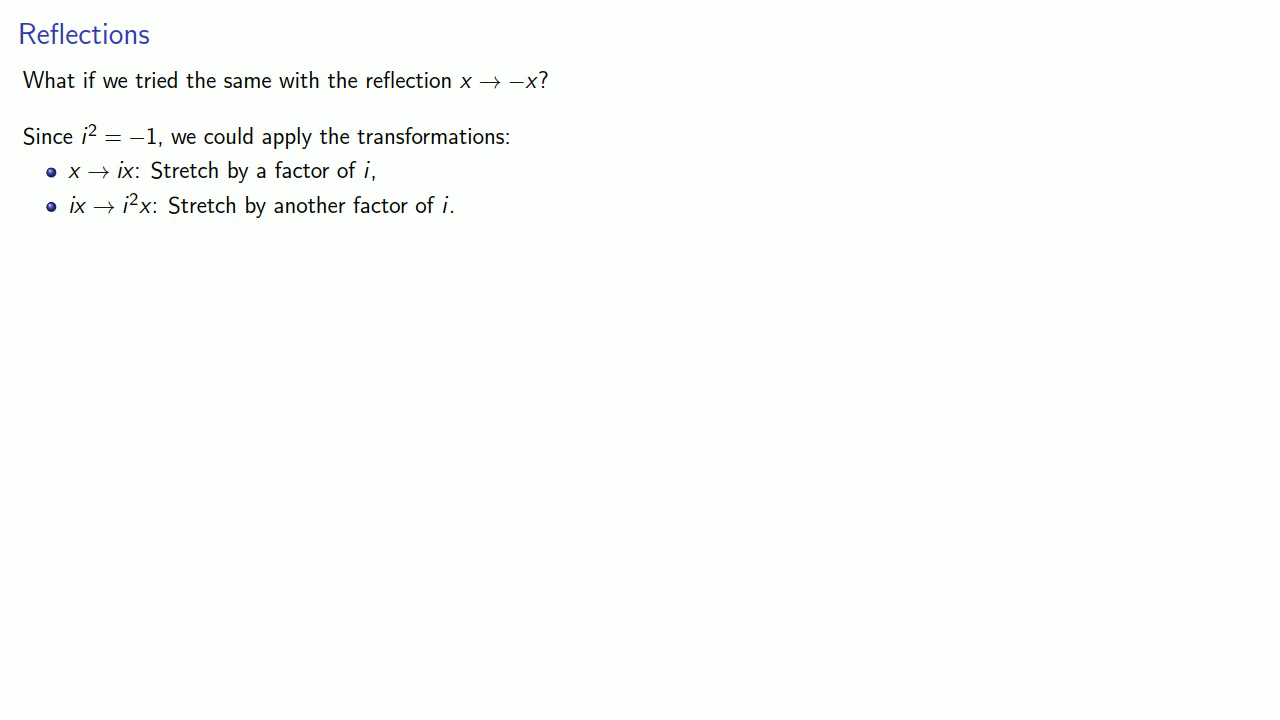 Reflections
What if we tried the same with the reflection x → −x?
Since i² = −1, we could apply the transformations:
• x → ix: Stretch by a factor of i,
• ix → i²x: Stretch by another factor of i.